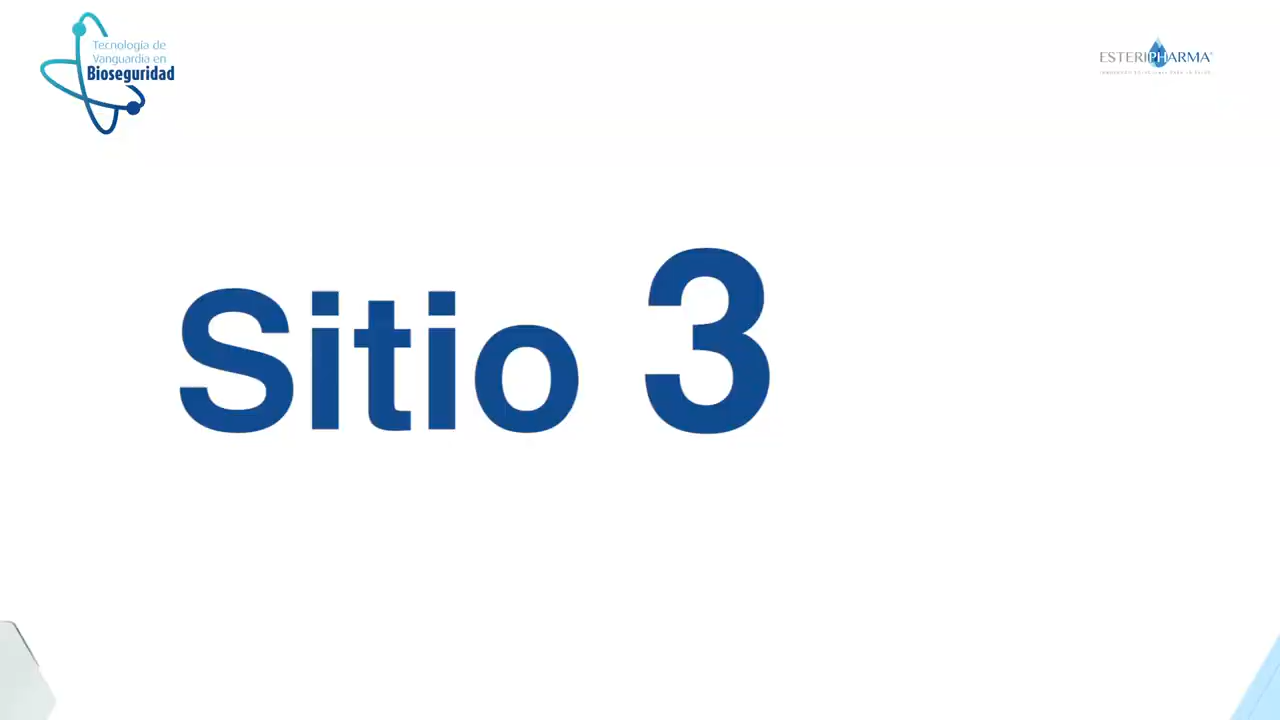 Tecnología de
Vanguardia en
Bioseguridad
ESTERIPHARMA®
Sitio 3